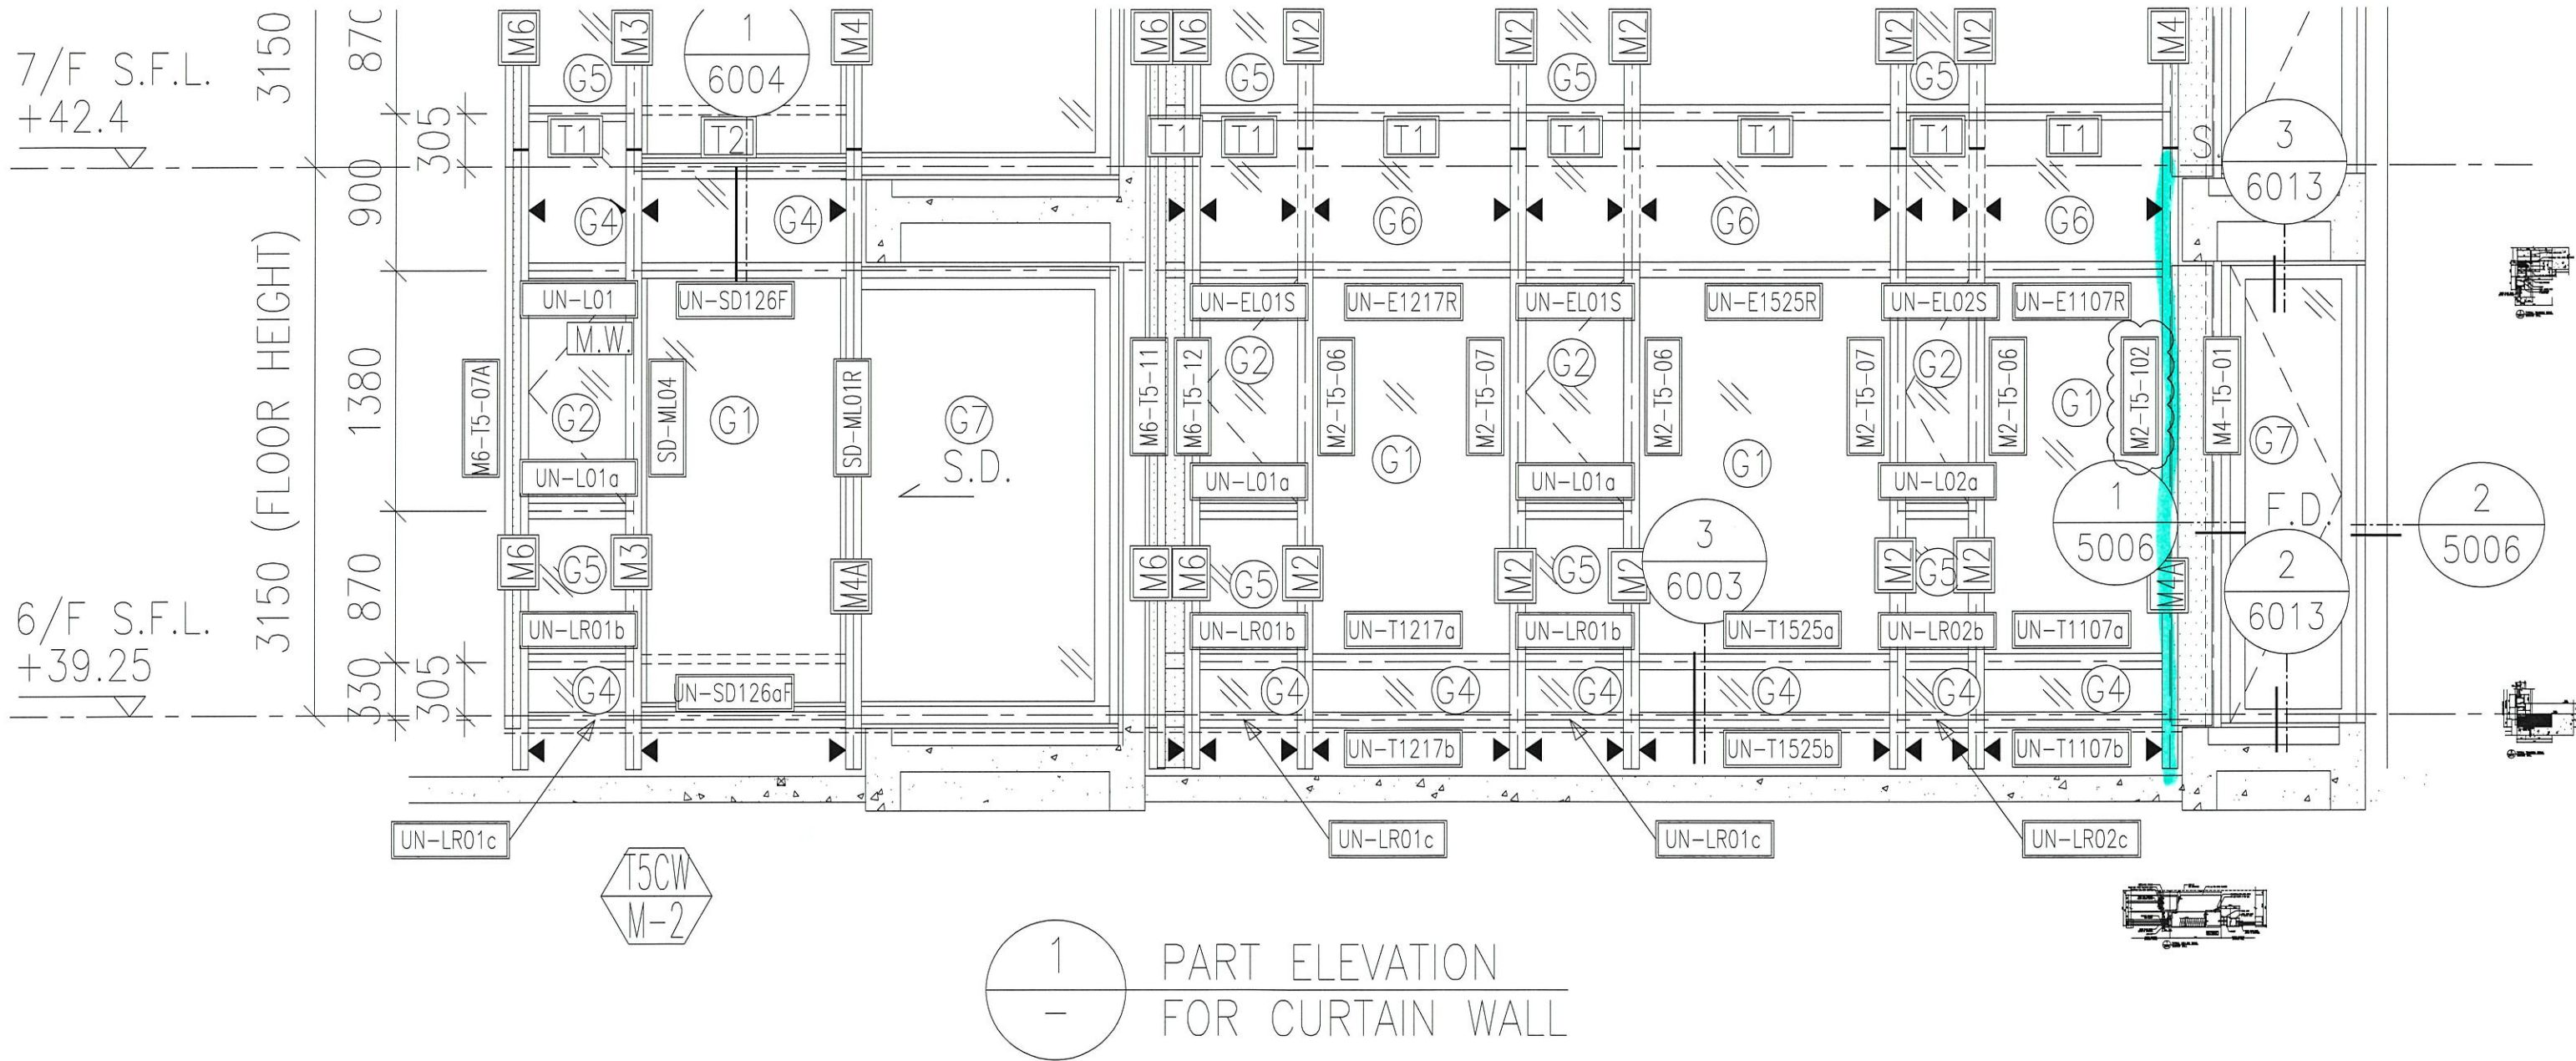 M6
M3
M4
M6
M6
M2
M2
M2
M2
M2
M4
1
6004
G5
G5
G5
G5
7/F S.F.L.
+42.4
3150
870
305
T1
T2
T1
T1
T1
T1
T1
T1
T1
S
3
6013
900
G4
G4
G6
G6
G6
3150 (FLOOR HEIGHT)
UN-L01
UN-SD126F
UN-EL01S
UN-E1217R
UN-EL01S
UN-E1525R
UN-EL02S
UN-E1107R
M.W.
1380
M6-T5-07A
G2
SD-ML04
G1
SD-ML01R
G7
S.D.
M6-T5-11
M6-T5-12
G2
M2-T5-06
G1
M2-T5-07
G2
M2-T5-06
G1
M2-T5-07
G2
M2-T5-06
G1
M2-T5-102
M4-T5-01
G7
UN-L01a
UN-L01a
UN-L01a
UN-L02a
1
5006
F.D.
2
5006
3
6003
M6
G5
M3
M4A
M6
M6
G5
M2
M2
G5
M2
M2
G5
M2
M4A
2
6013
870
6/F S.F.L.
+39.25
UN-LR01b
UN-LR01b
UN-T1217a
UN-LR01b
UN-T1525a
UN-LR02b
UN-T1107a
330
305
G4
UN-SD126aF
G4
G4
G4
G4
G4
G4
UN-T1217b
UN-T1525b
UN-T1107b
UN-LR01c
UN-LR01c
UN-LR01c
UN-LR02c
T5CW
M-2
1
-
PART ELEVATION
FOR CURTAIN WALL